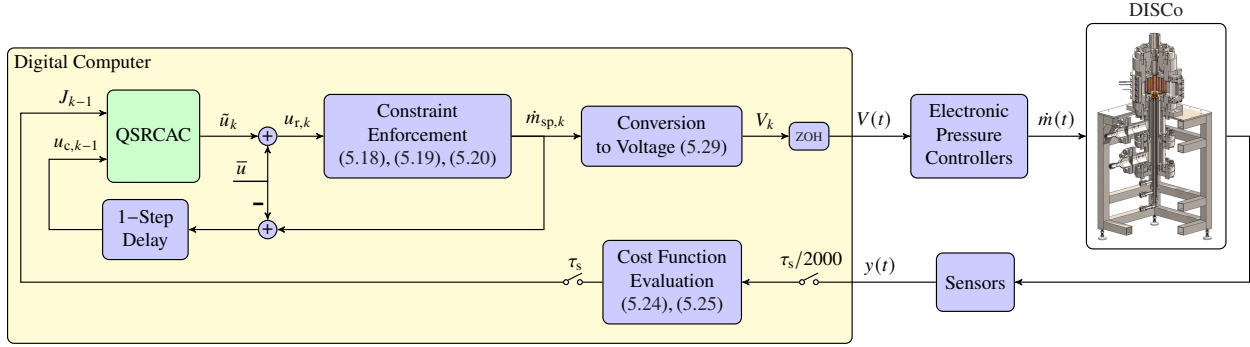 DISCo
Digital Computer
J_{k-1}
QSRCAC
ũ_k
+
u_{r,k}
Constraint
Enforcement
(5.18), (5.19), (5.20)
ṁ_{sp,k}
Conversion
to Voltage (5.29)
V_k
ZOH
V(t)
Electronic
Pressure
Controllers
ṁ(t)
u_{c,k-1}
u̅
−
1−Step
Delay
+
τ_s
Cost Function
Evaluation
(5.24), (5.25)
τ_s/2000
y(t)
Sensors